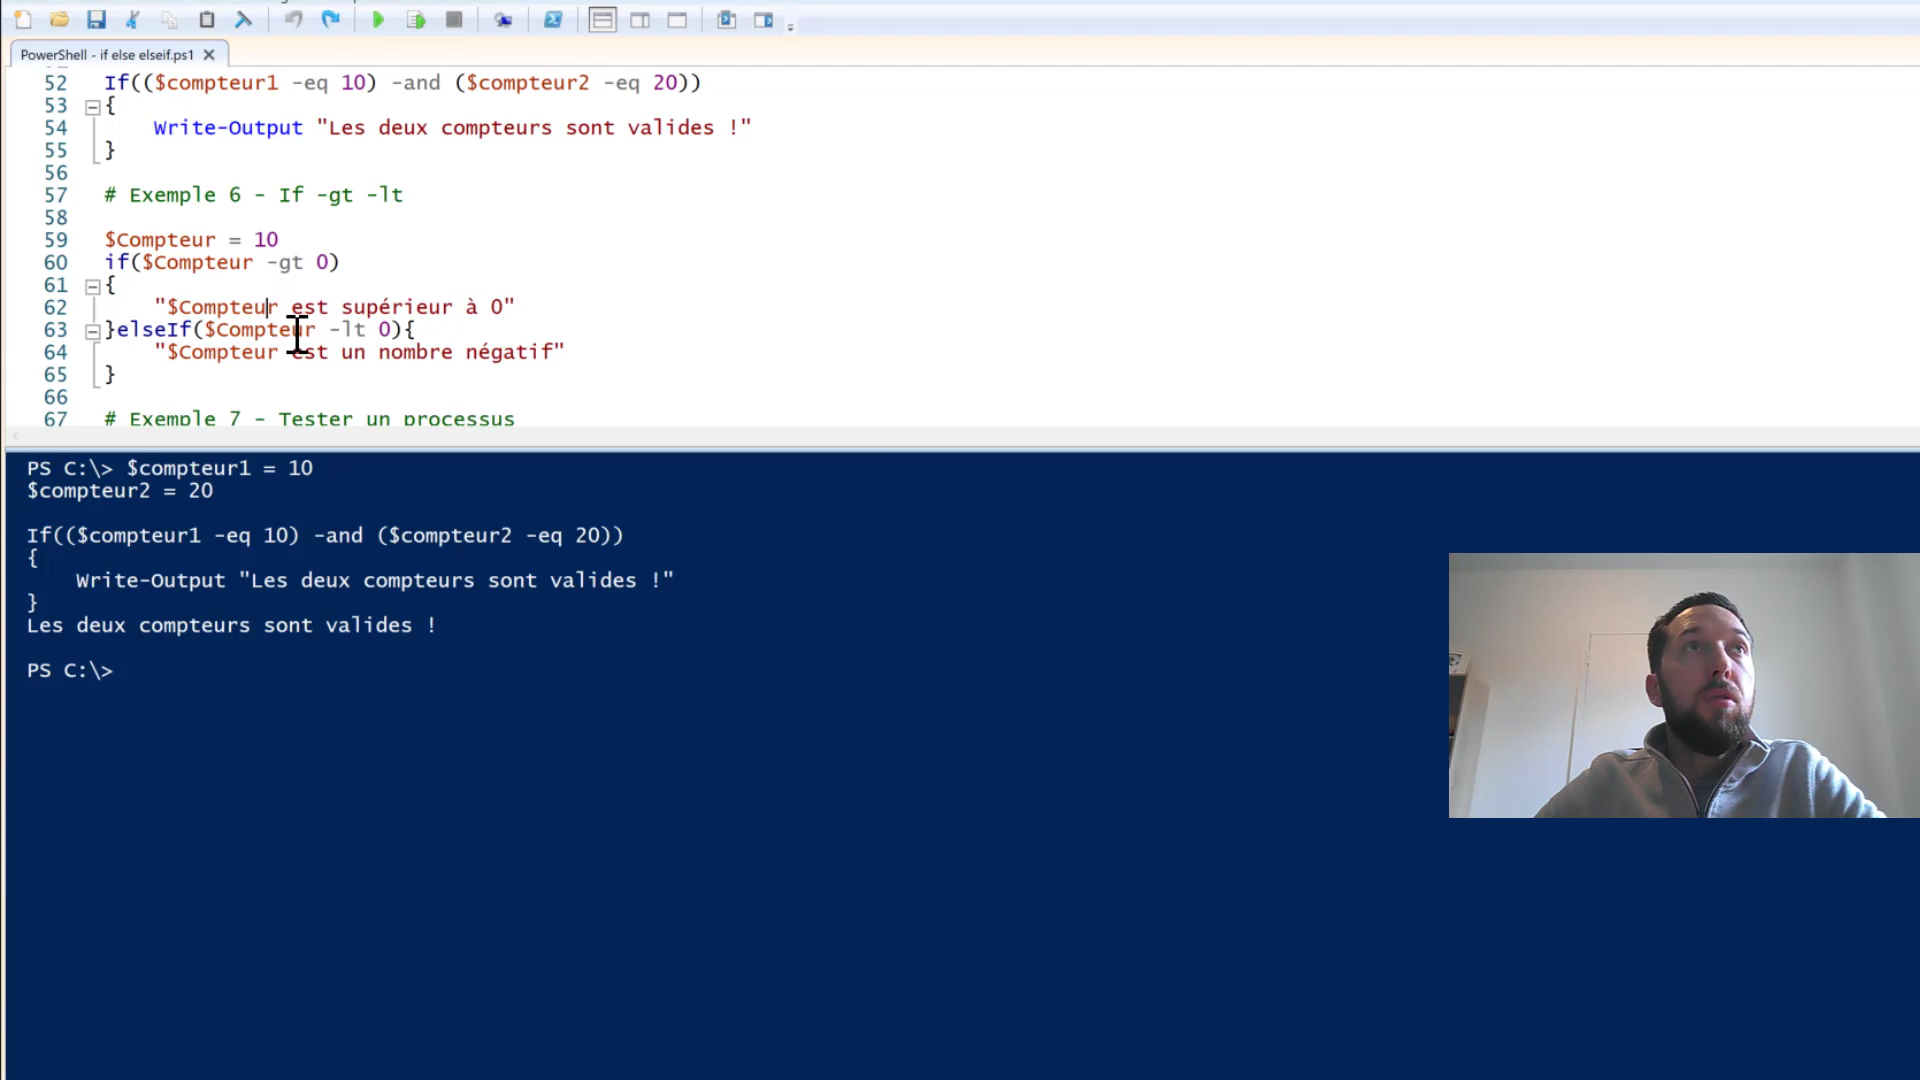 PowerShell - if else elseif.ps1
52 If(($compteur1 -eq 10) -and ($compteur2 -eq 20))
53 {
54 Write-Output "Les deux compteurs sont valides !"
55 }
56
57 # Exemple 6 - If -gt -lt
58
59 $Compteur = 10
60 if($Compteur -gt 0)
61 {
62 "$Compteur est supérieur à 0"
63 }elseIf($Compteur -lt 0){
64 "$Compteur est un nombre négatif"
65 }
66
67 # Exemple 7 - Tester un processus
PS C:\> $compteur1 = 10
$compteur2 = 20
If(($compteur1 -eq 10) -and ($compteur2 -eq 20))
{
Write-Output "Les deux compteurs sont valides !"
}
Les deux compteurs sont valides !
PS C:\>